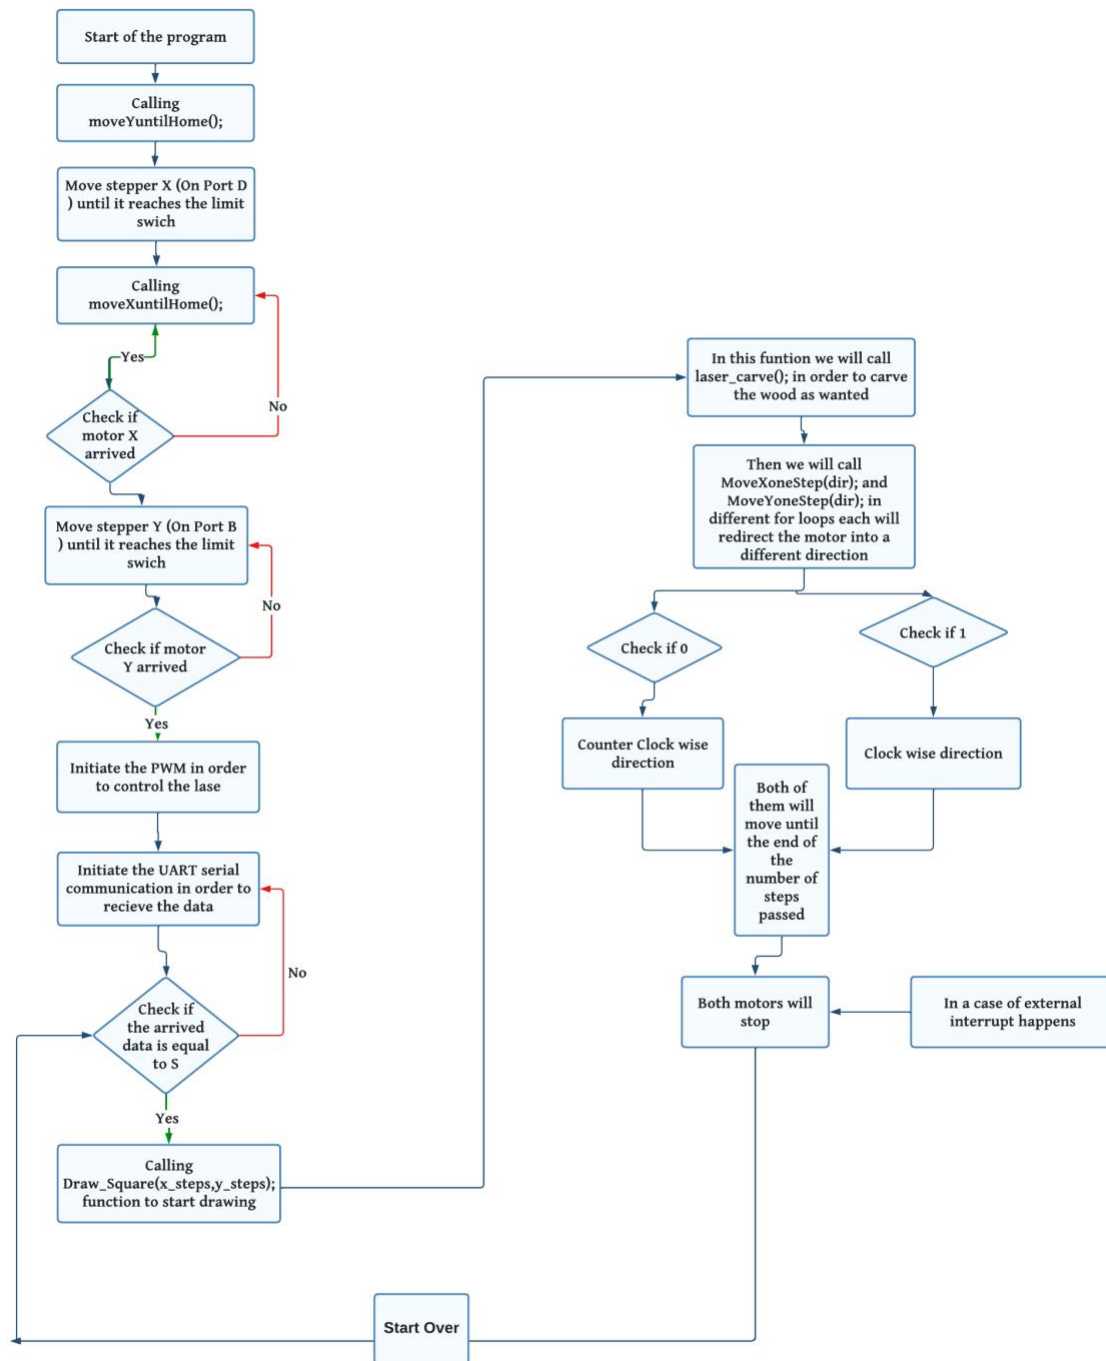 Start of the program
Calling
moveYuntilHome();
Move stepper X (On Port D
) until it reaches the limit
swich
Calling
moveXuntilHome();
Yes
No
Check if
motor X
arrived
Move stepper Y (On Port B
) until it reaches the limit
swich
No
Check if motor
Y arrived
Yes
Initiate the PWM in order
to control the lase
Initiate the UART serial
communication in order to
recieve the data
No
Check if
the arrived
data is equal
to S
Yes
Calling
Draw_Square(x_steps,y_steps);
function to start drawing
In this funtion we will call
laser_carve(); in order to carve
the wood as wanted
Then we will call
MoveXoneStep(dir); and
MoveYoneStep(dir); in
different for loops each will
redirect the motor into a
different direction
Check if 0
Check if 1
Counter Clock wise
direction
Clock wise direction
Both of
them will
move until
the end of
the
number of
steps
passed
Both motors will
stop
In a case of external
interrupt happens
Start Over